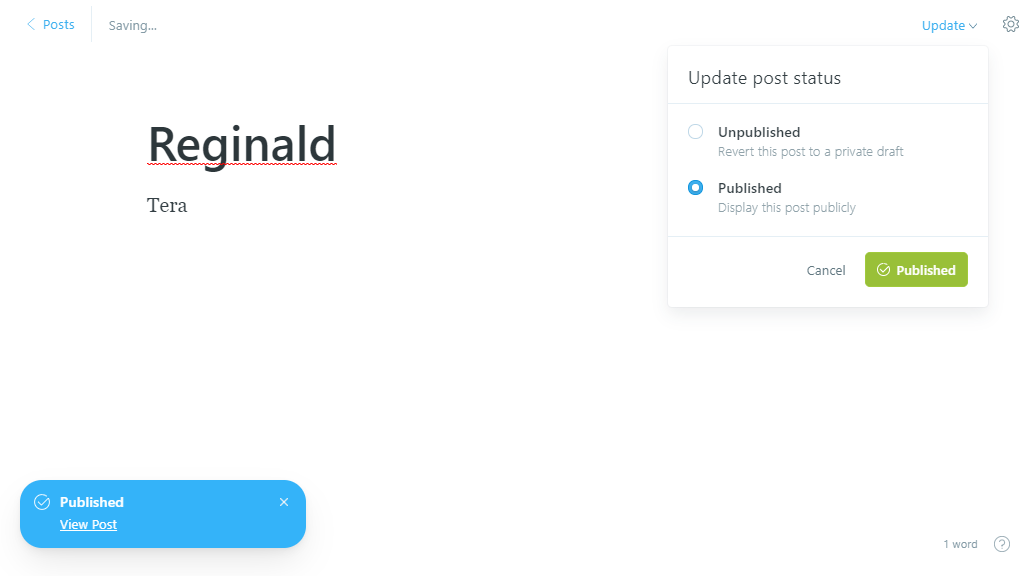 Posts
Saving...
Update
Update post status
Unpublished
Revert this post to a private draft
Published
Display this post publicly
Cancel
Published
Reginald
Tera
Published
View Post
1 word
?